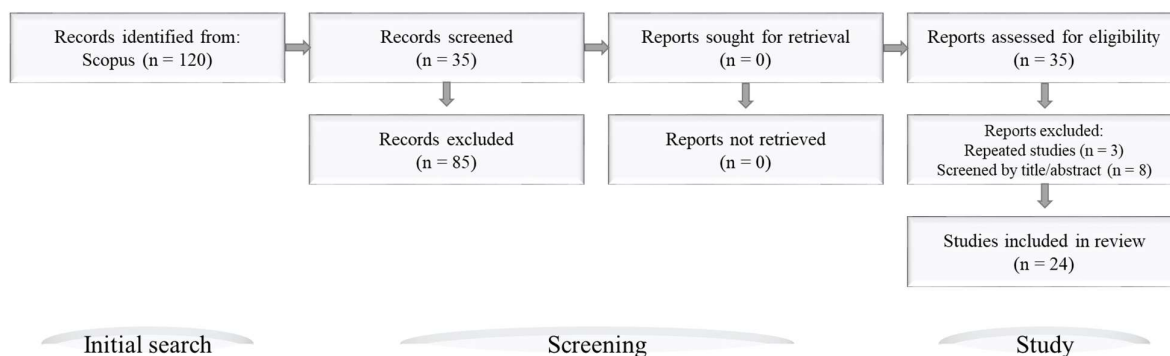 Records identified from:
Scopus (n = 120)
Records screened
(n = 35)
Reports sought for retrieval
(n = 0)
Reports assessed for eligibility
(n = 35)
Records excluded
(n = 85)
Reports not retrieved
(n = 0)
Reports excluded:
Repeated studies (n = 3)
Screened by title/abstract (n = 8)
Studies included in review
(n = 24)
Initial search
Screening
Study